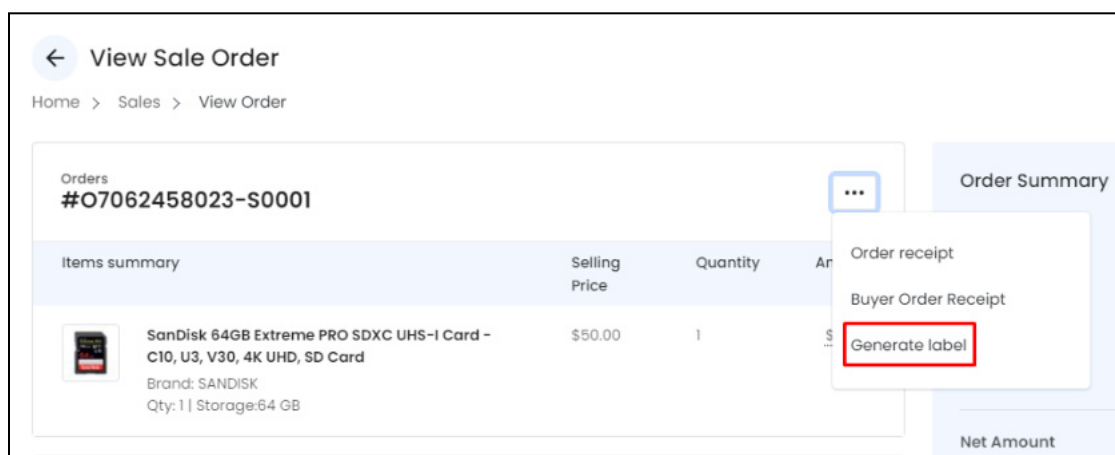 View Sale Order
Home > Sales > View Order
Orders
#O7062458023-S0001
Order Summary
Order receipt
Buyer Order Receipt
Generate label
Items summary
Selling
Price
Quantity
SanDisk 64GB Extreme PRO SDXC UHS-I Card -
C10, U3, V30, 4K UHD, SD Card
$50.00
1
$
Brand: SANDISK
Qty: 1 | Storage:64 GB
Net Amount